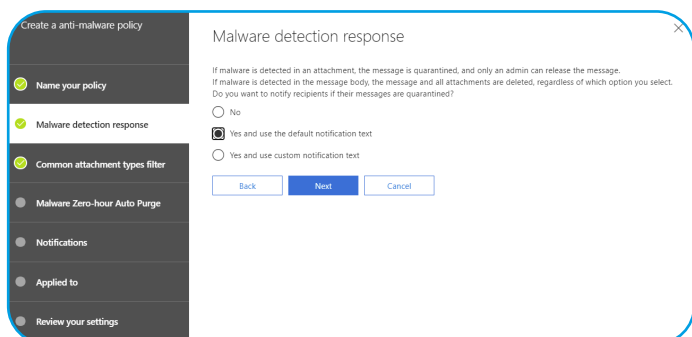 Create a anti-malware policy
Name your policy
Malware detection response
Common attachment types filter
Malware Zero-hour Auto Purge
Notifications
Applied to
Review your settings
Malware detection response
If malware is detected in an attachment, the message is quarantined, and only an admin can release the message.
If malware is detected in the message body, the message and all attachments are deleted, regardless of which option you select.
Do you want to notify recipients if their messages are quarantined?
No
Yes and use the default notification text
Yes and use custom notification text
Back Next Cancel